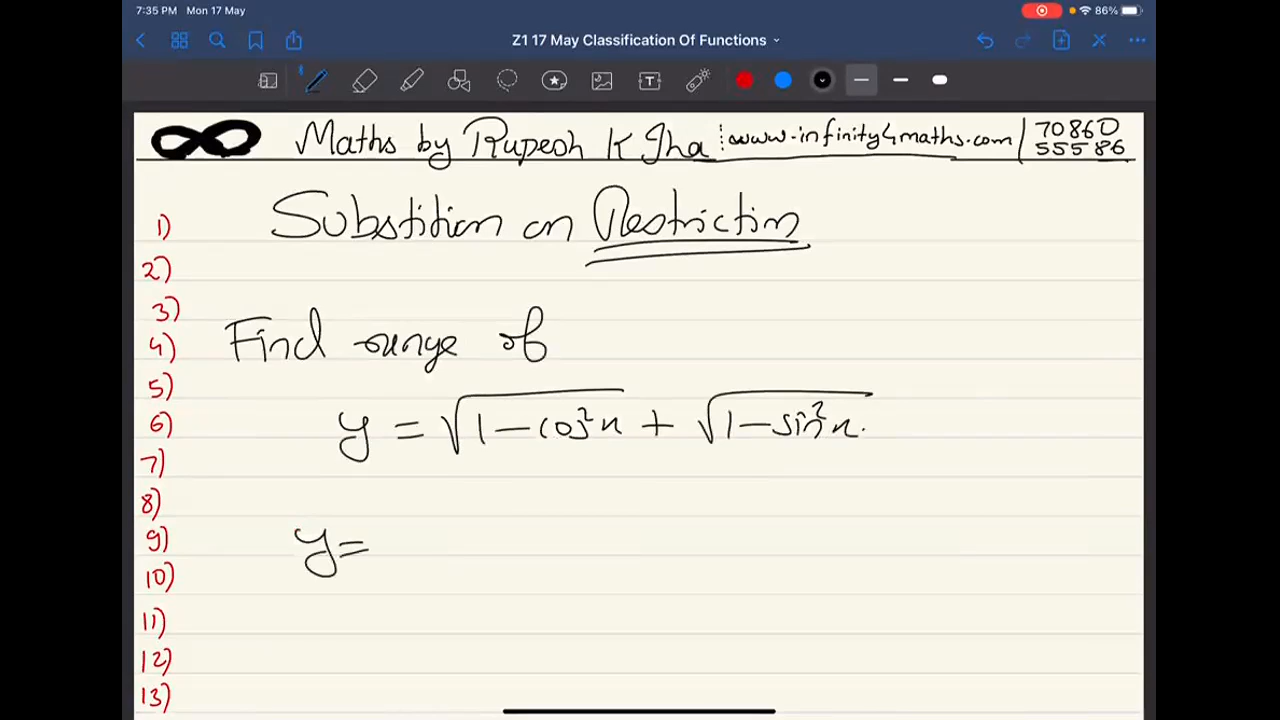 7:35 PM Mon 17 May 86%
Z1 17 May Classification Of Functions
Maths by Rupesh K Jha www.infinity4maths.com 70860 55586
1) Substition on Restriction
2)
3)
4) Find range of
5)
6) y = √(1 − cos²x) + √(1 − sin²x).
7)
8)
9) y =
10)
11)
12)
13)